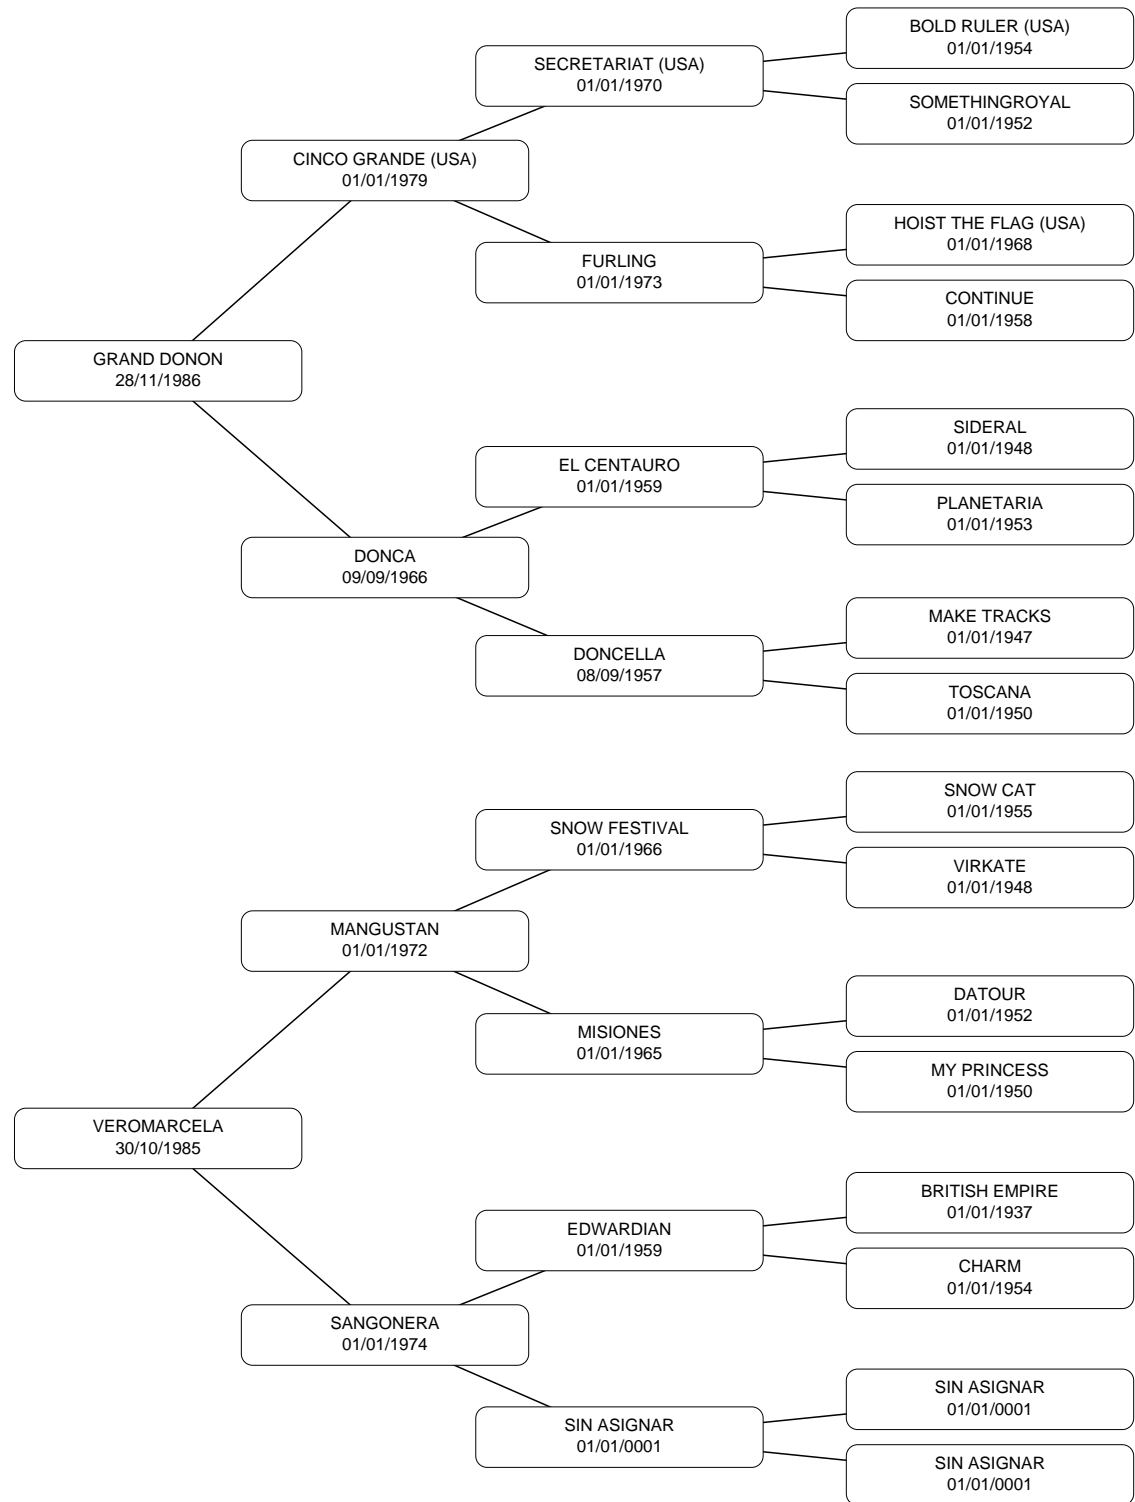 BOLD RULER (USA)
01/01/1954
SECRETARIAT (USA)
01/01/1970
SOMETHINGROYAL
01/01/1952
CINCO GRANDE (USA)
01/01/1979
HOIST THE FLAG (USA)
01/01/1968
FURLING
01/01/1973
CONTINUE
01/01/1958
GRAND DONON
28/11/1986
SIDERAL
01/01/1948
EL CENTAURO
01/01/1959
PLANETARIA
01/01/1953
DONCA
09/09/1966
MAKE TRACKS
01/01/1947
DONCELLA
08/09/1957
TOSCANA
01/01/1950
SNOW CAT
01/01/1955
SNOW FESTIVAL
01/01/1966
VIRKATE
01/01/1948
MANGUSTAN
01/01/1972
DATOUR
01/01/1952
MISIONES
01/01/1965
MY PRINCESS
01/01/1950
VEROMARCELA
30/10/1985
BRITISH EMPIRE
01/01/1937
EDWARDIAN
01/01/1959
CHARM
01/01/1954
SANGONERA
01/01/1974
SIN ASIGNAR
01/01/0001
SIN ASIGNAR
01/01/0001
SIN ASIGNAR
01/01/0001